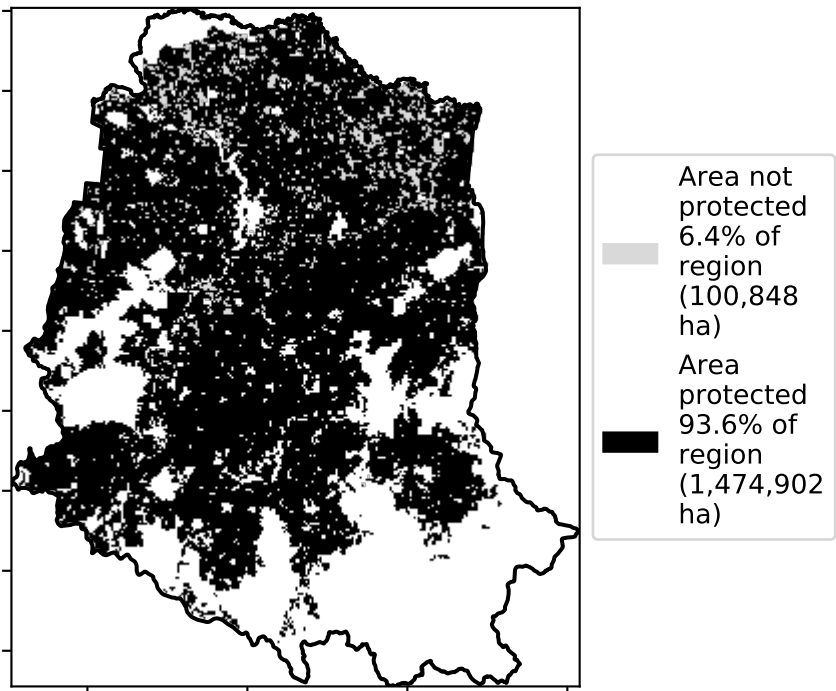 Area not
protected
6.4% of
region
(100,848
ha)
Area
protected
93.6% of
region
(1,474,902
ha)